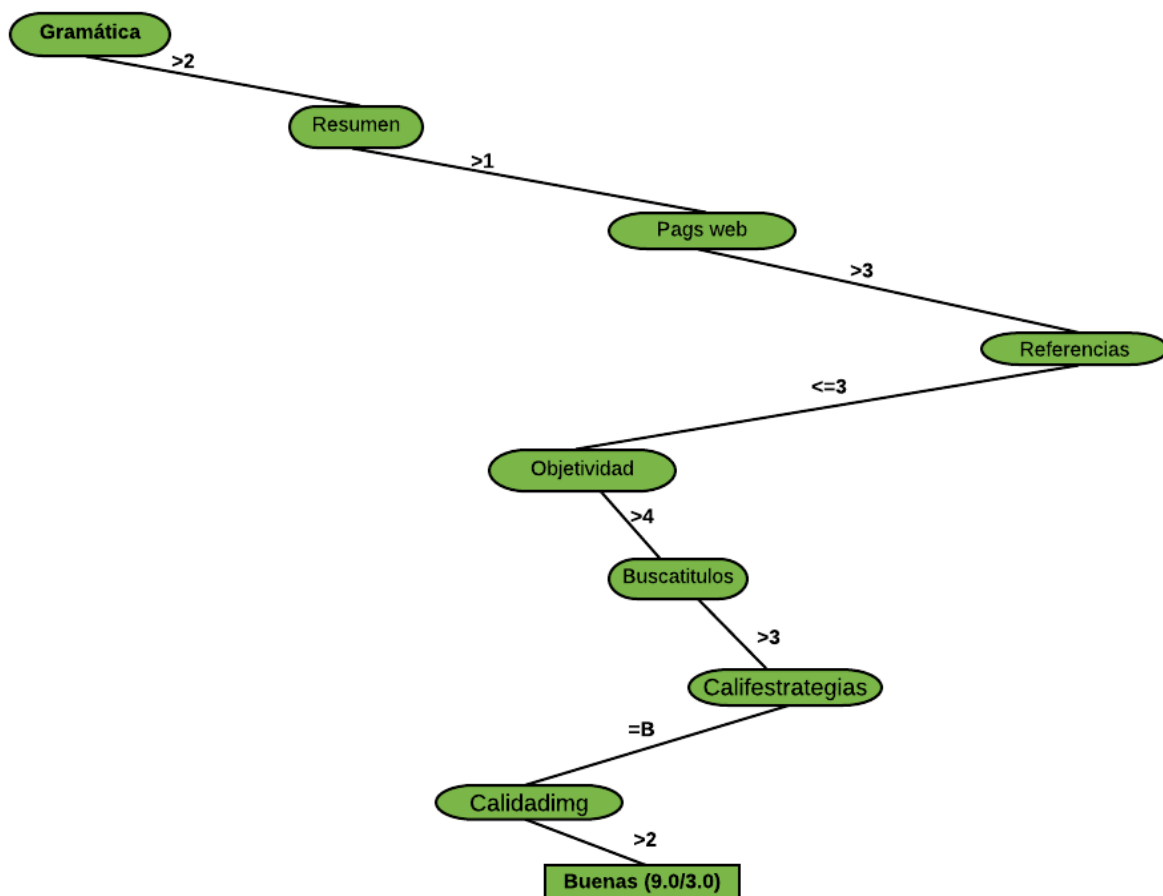 Gramática
>2
Resumen
>1
Pags web
>3
Referencias
<=3
Objetividad
>4
Buscatitulos
>3
Califestrategias
=B
Calidadimg
>2
Buenas (9.0/3.0)